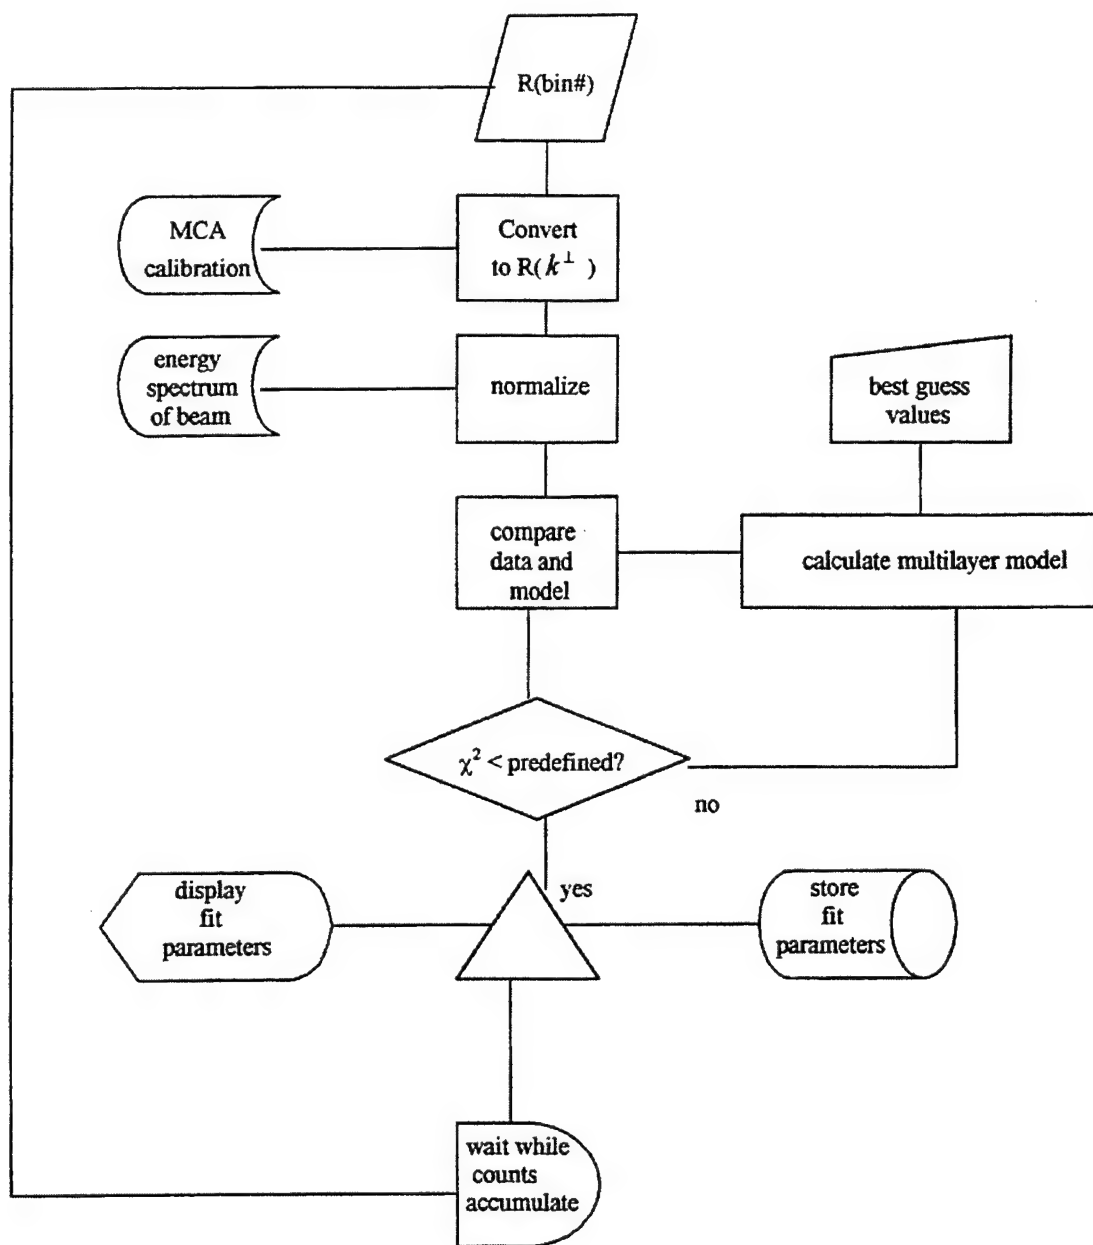 R(bin#)
MCA
calibration
Convert
to R( k⊥ )
energy
spectrum
of beam
normalize
best guess
values
compare
data and
model
calculate multilayer model
χ² < predefined?
no
yes
display
fit
parameters
store
fit
parameters
wait while
counts
accumulate